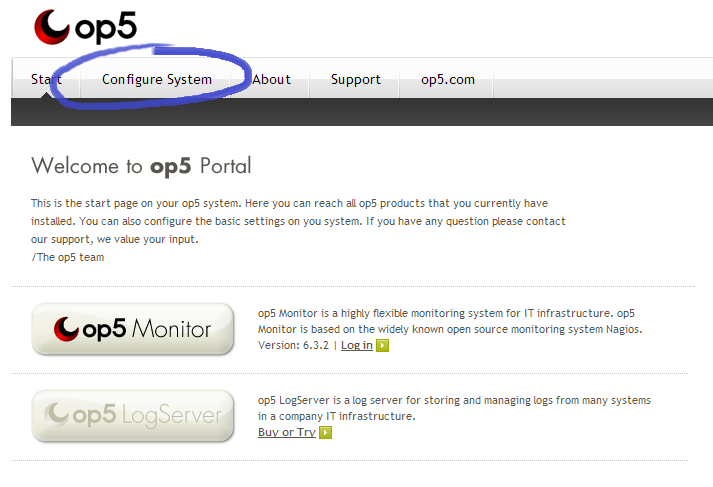 op5
Start Configure System About Support op5.com
Welcome to op5 Portal
This is the start page on your op5 system. Here you can reach all op5 products that you currently have
installed. You can also configure the basic settings on you system. If you have any question please contact
our support, we value your input.
/The op5 team
op5 Monitor
op5 Monitor is a highly flexible monitoring system for IT infrastructure. op5
Monitor is based on the widely known open source monitoring system Nagios.
Version: 6.3.2 | Log in
op5 LogServer
op5 LogServer is a log server for storing and managing logs from many systems
in a company IT infrastructure.
Buy or Try